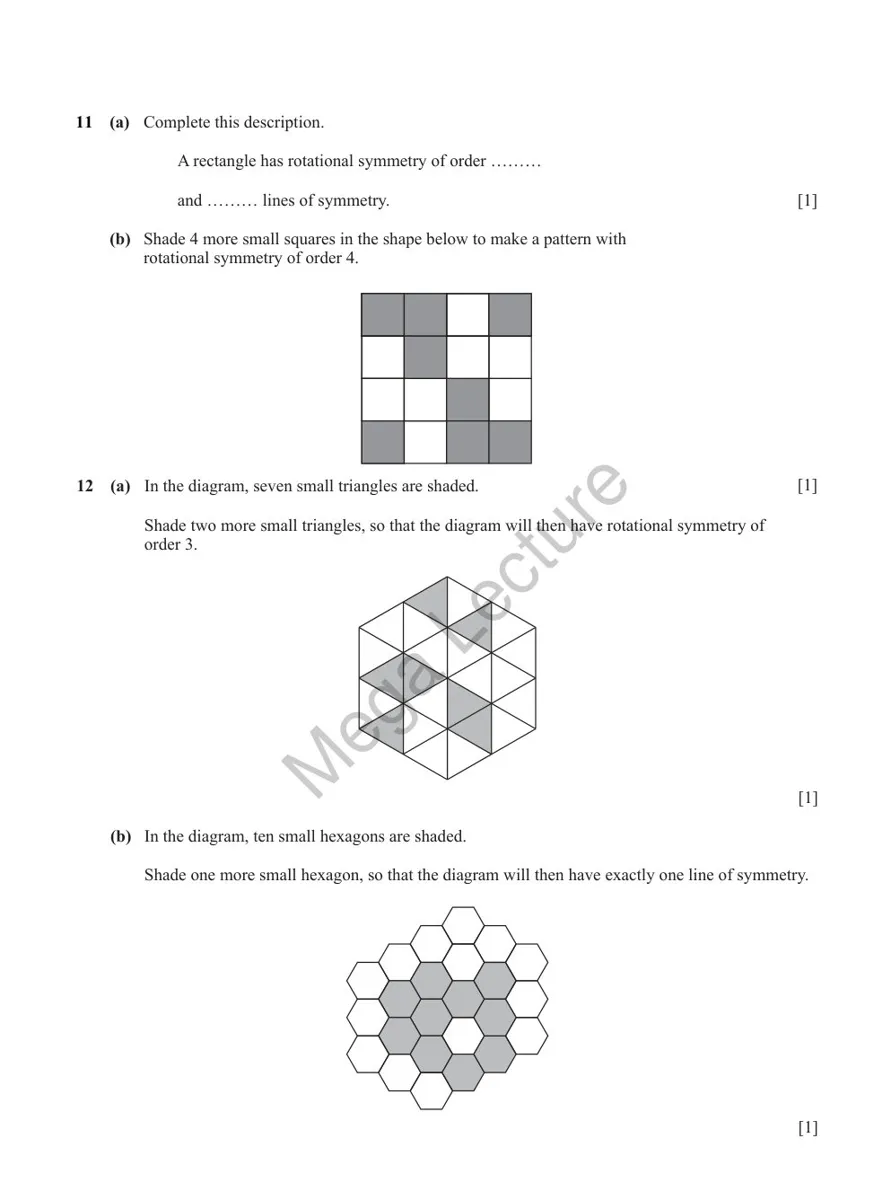 11 (a) Complete this description.
A rectangle has rotational symmetry of order ………
and ……… lines of symmetry. [1]
(b) Shade 4 more small squares in the shape below to make a pattern with
rotational symmetry of order 4.
12 (a) In the diagram, seven small triangles are shaded. [1]
Shade two more small triangles, so that the diagram will then have rotational symmetry of
order 3.
Mega Lecture
[1]
(b) In the diagram, ten small hexagons are shaded.
Shade one more small hexagon, so that the diagram will then have exactly one line of symmetry.
[1]